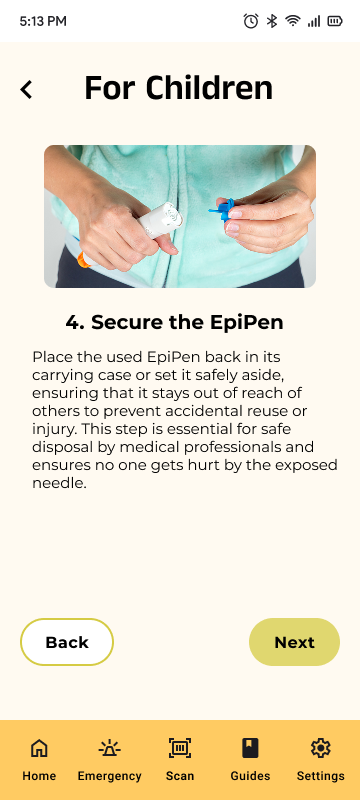 5:13 PM
For Children
4. Secure the EpiPen
Place the used EpiPen back in its
carrying case or set it safely aside,
ensuring that it stays out of reach of
others to prevent accidental reuse or
injury. This step is essential for safe
disposal by medical professionals and
ensures no one gets hurt by the exposed
needle.
Back
Next
Home
Emergency
Scan
Guides
Settings